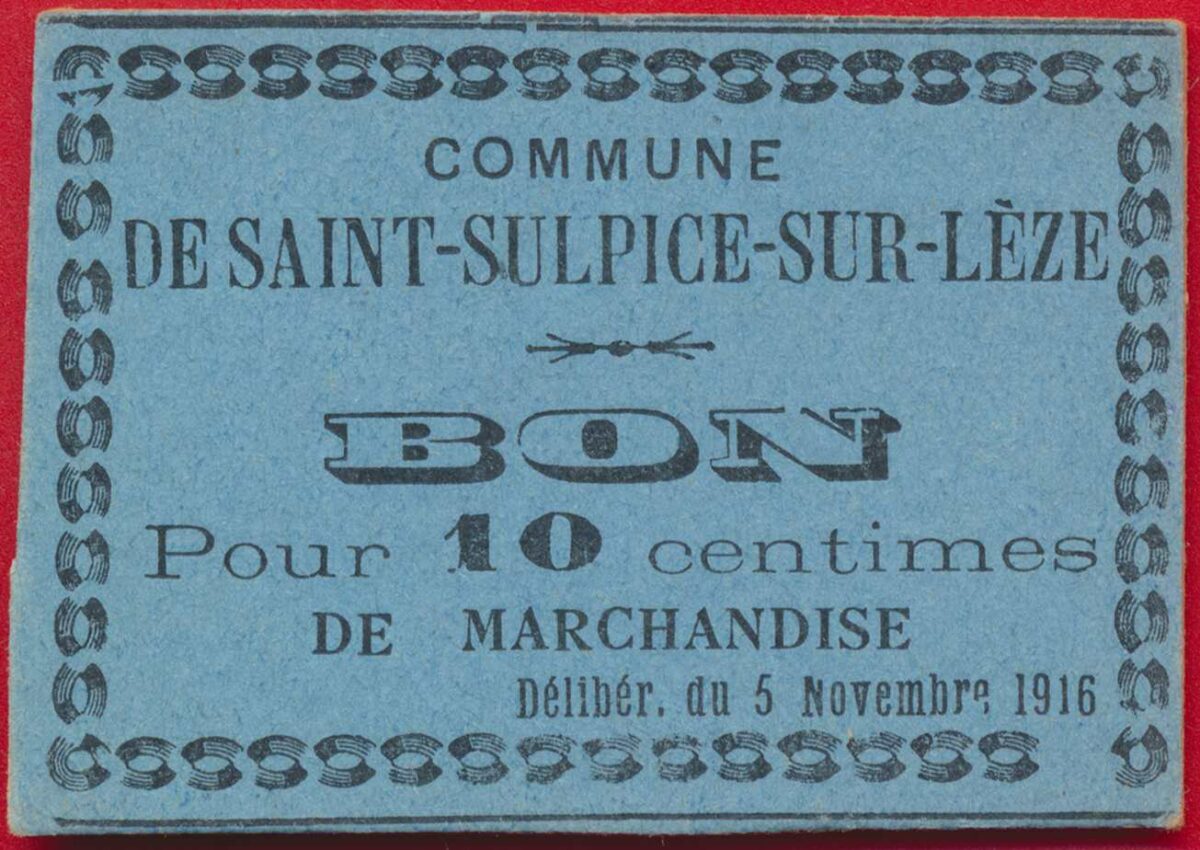 COMMUNE
DE SAINT-SULPICE-SUR-LÈZE
BON
Pour 10 centimes
DE MARCHANDISE
Délibér. du 5 Novembre 1916